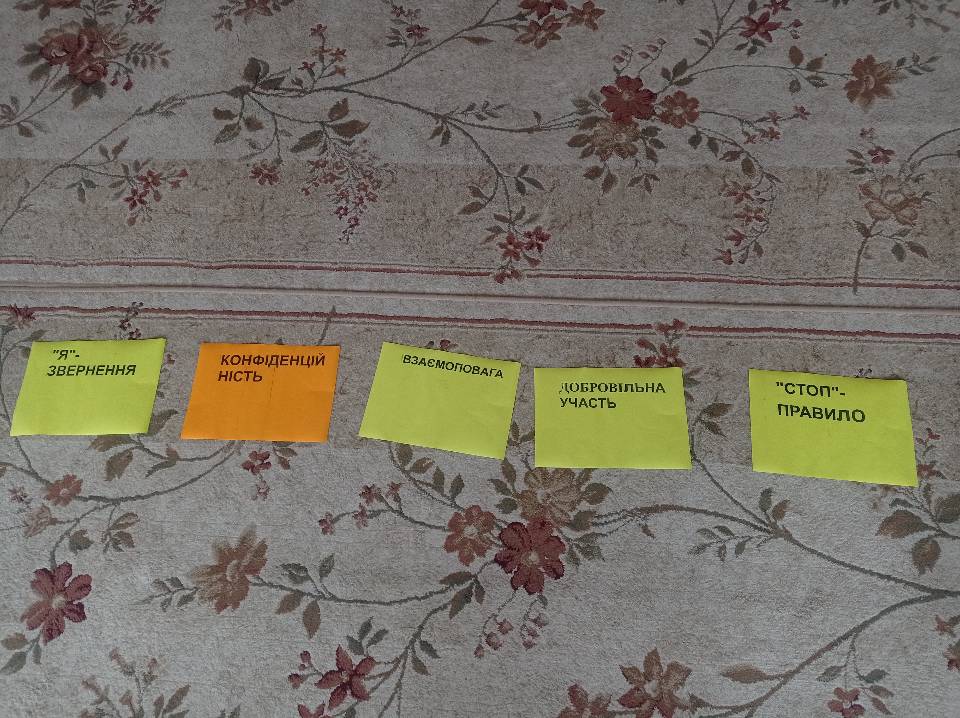 "Я"-
ЗВЕРНЕННЯ
КОНФІДЕНЦІЙ
НІСТЬ
ВЗАЄМОПОВАГА
ДОБРОВІЛЬНА
УЧАСТЬ
"СТОП"-
ПРАВИЛО